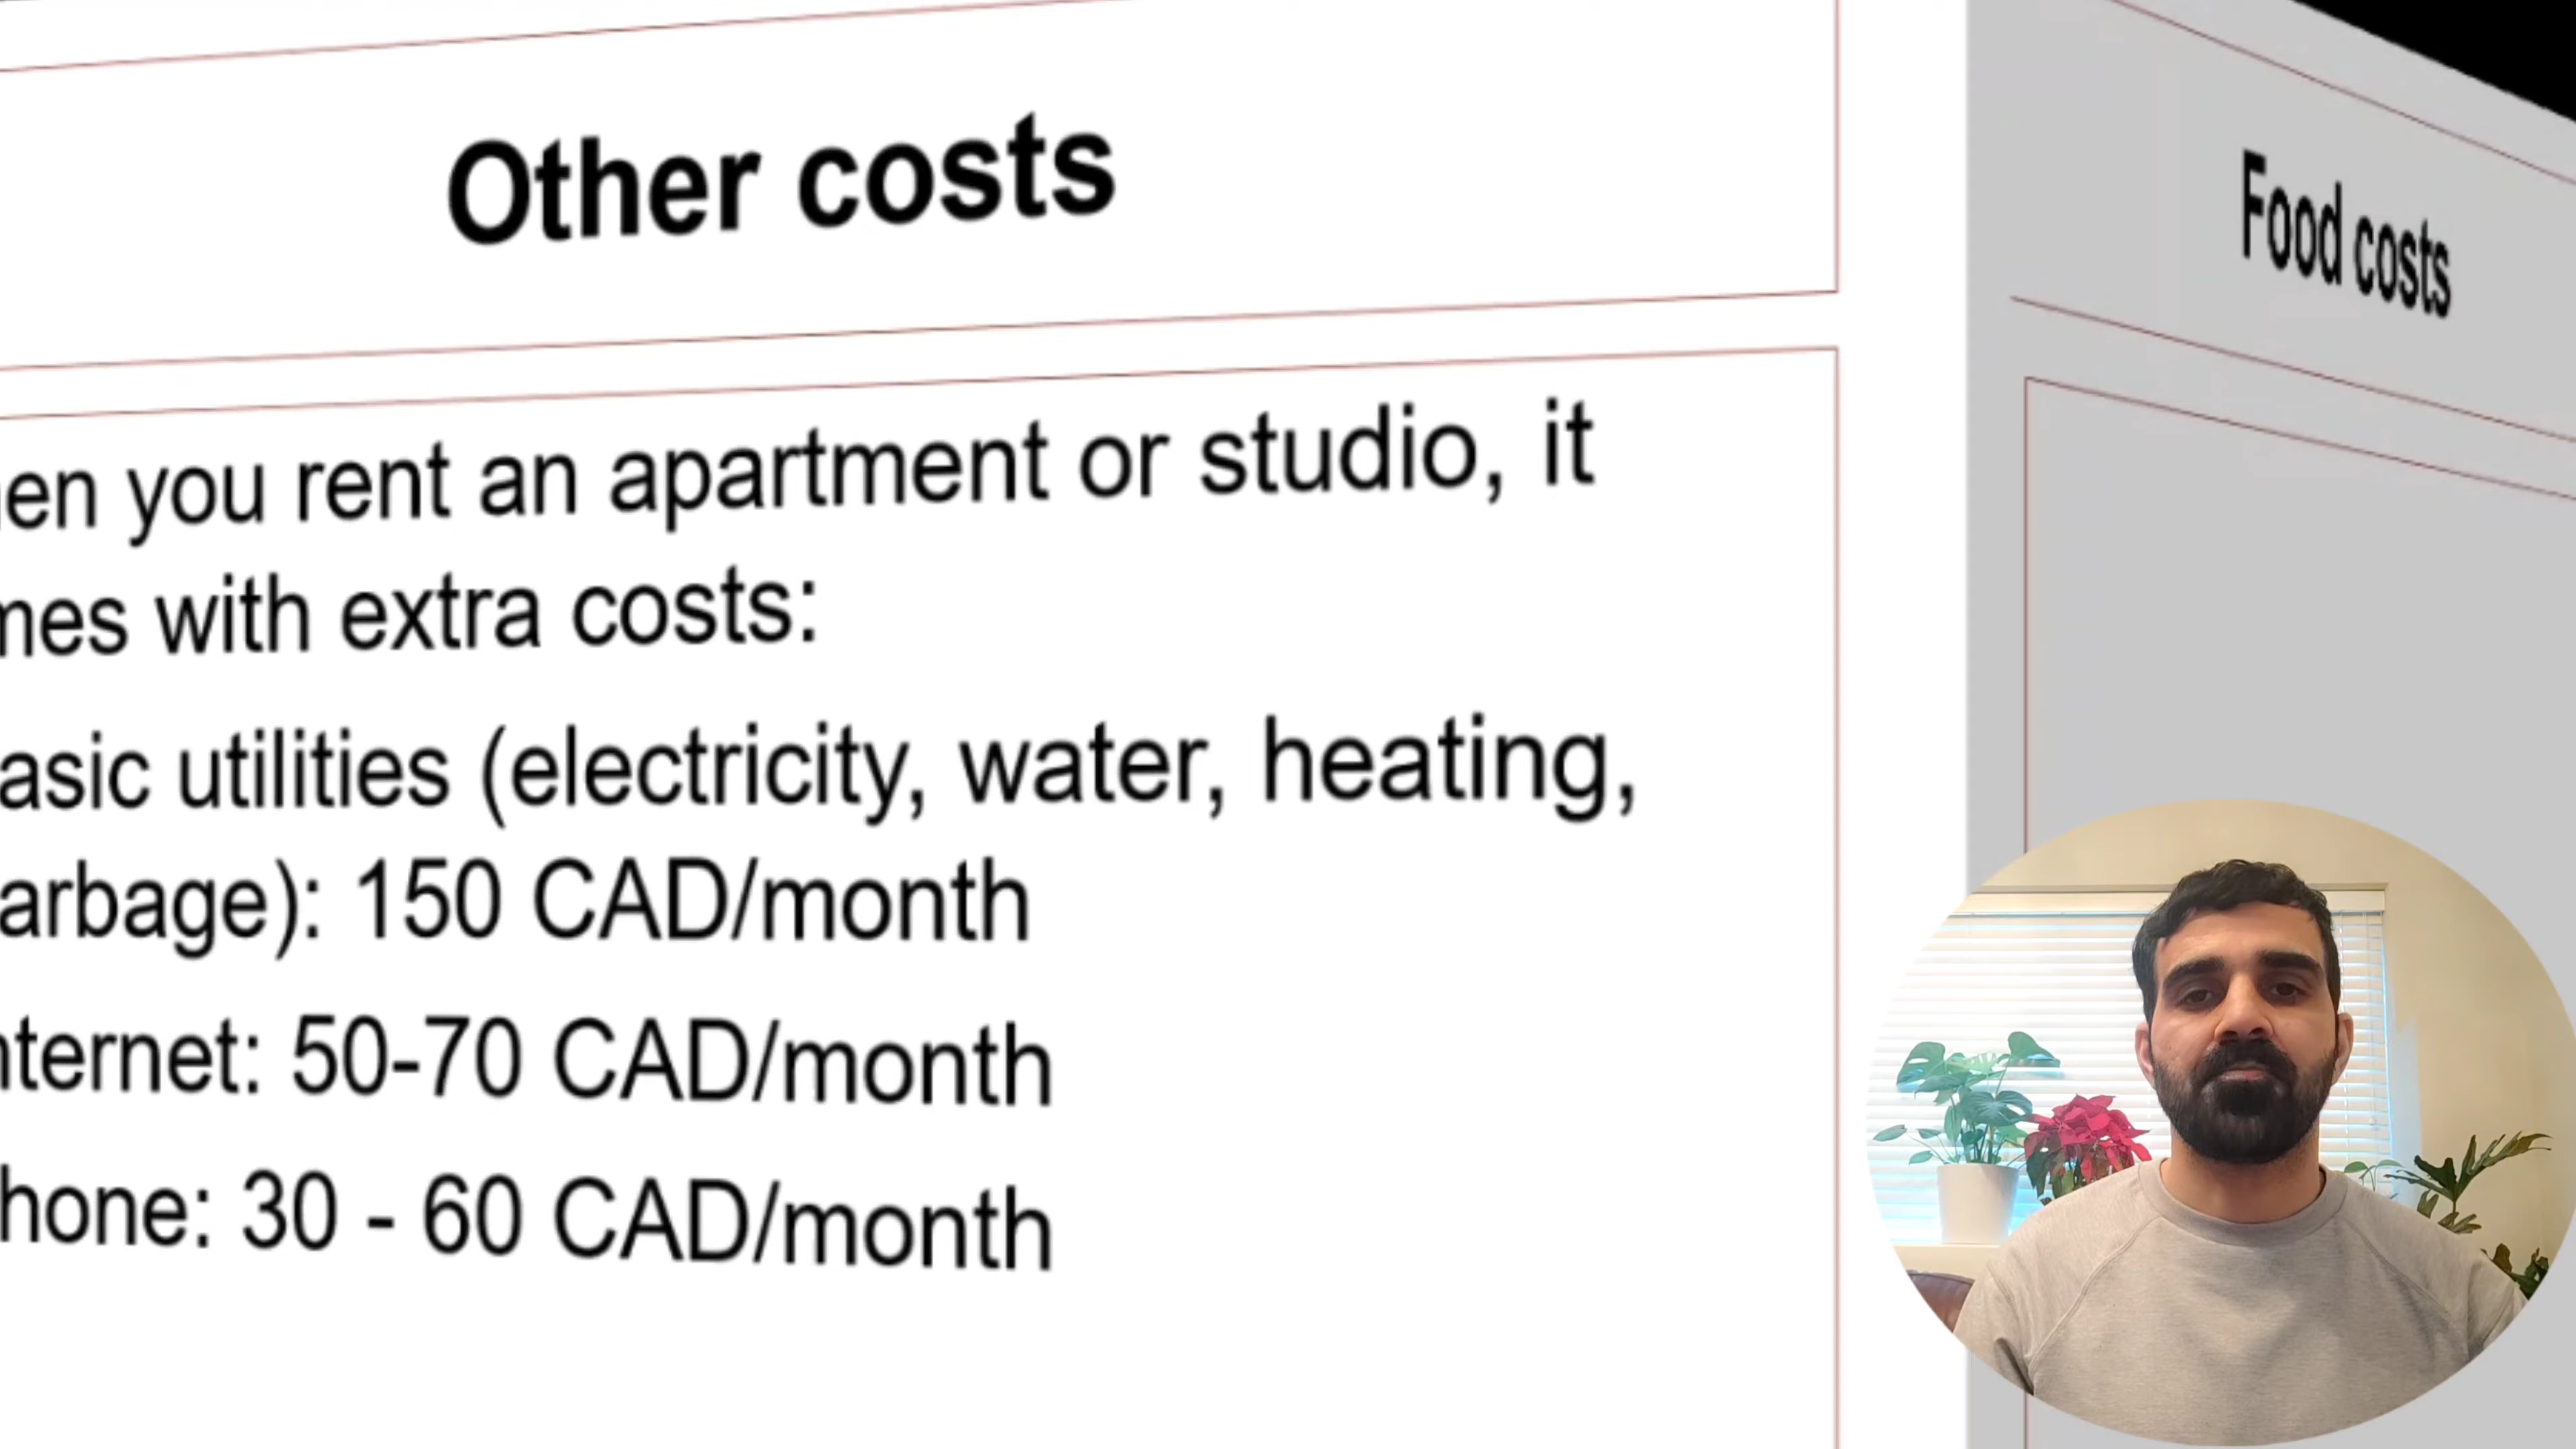 Other costs
en you rent an apartment or studio, it
mes with extra costs:
asic utilities (electricity, water, heating,
arbage): 150 CAD/month
nternet: 50-70 CAD/month
hone: 30 - 60 CAD/month
Food costs